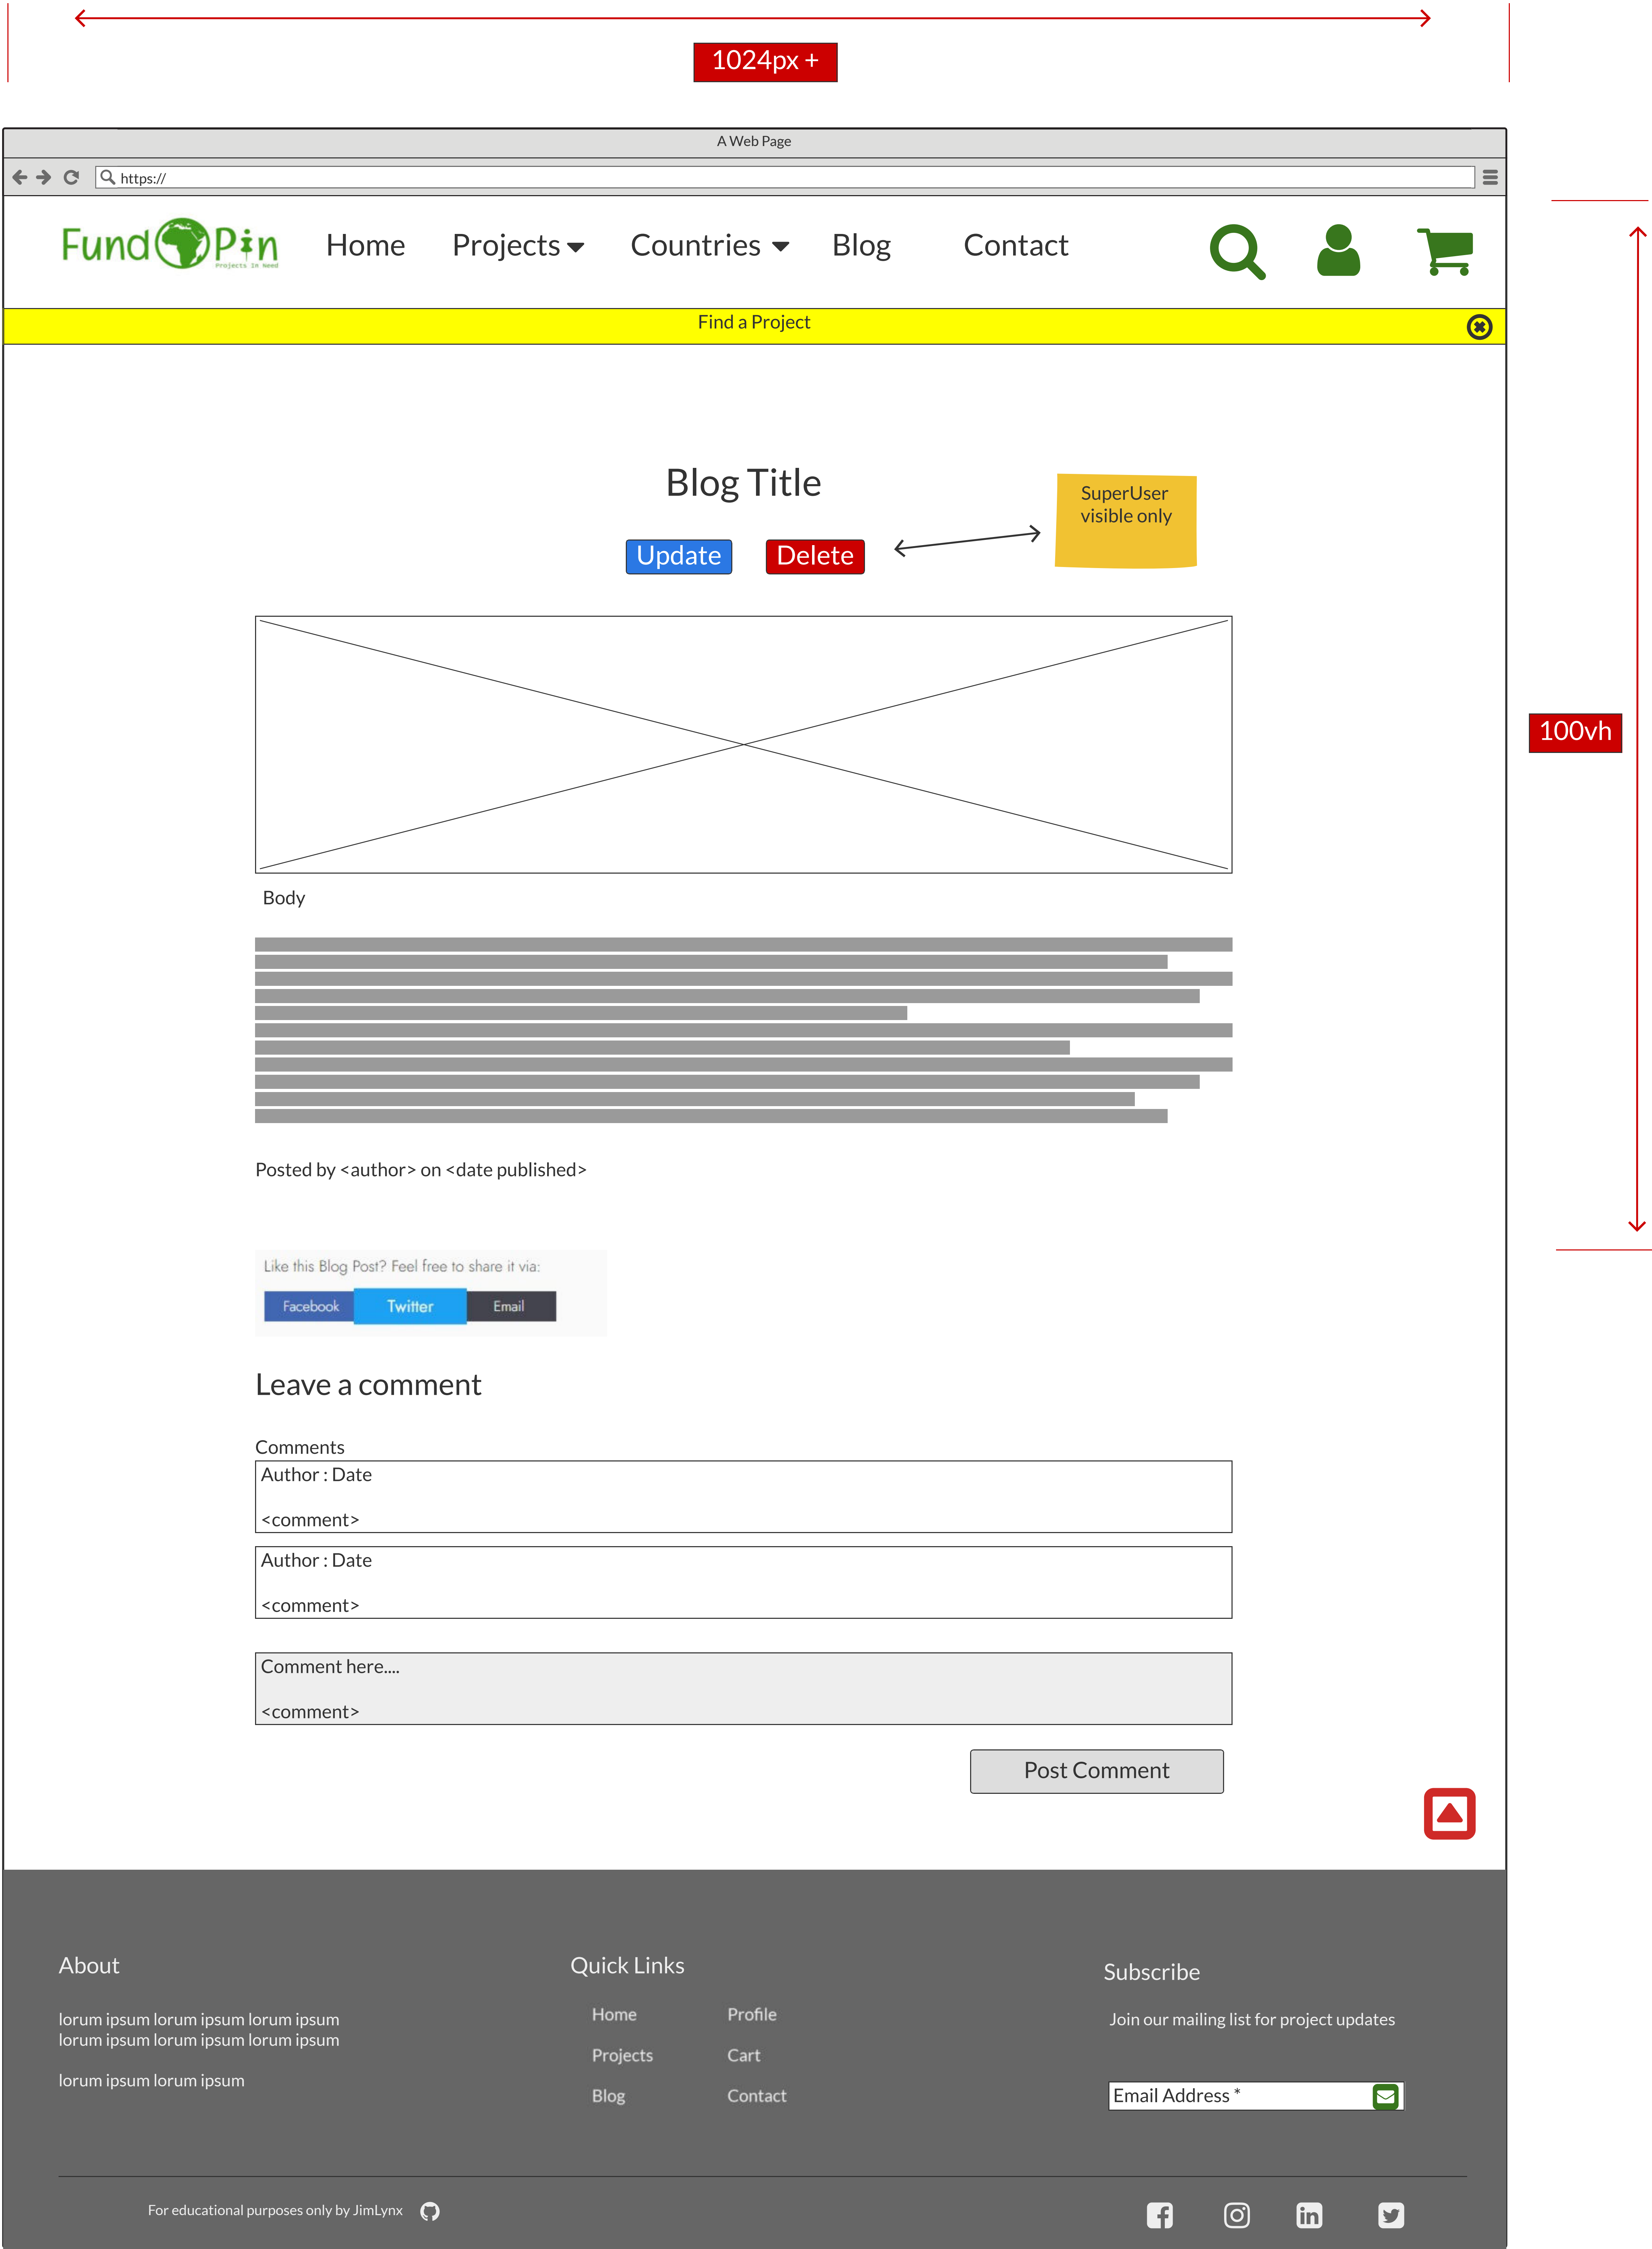 1024px +
A Web Page
https://
Fund Pin
Projects In Need
Home
Projects
Countries
Blog
Contact
Find a Project
Blog Title
SuperUser
visible only
Update
Delete
100vh
Body
Posted by <author> on <date published>
Like this Blog Post? Feel free to share it via:
Facebook
Twitter
Email
Leave a comment
Comments
Author : Date
<comment>
Author : Date
<comment>
Comment here....
<comment>
Post Comment
About
lorum ipsum lorum ipsum lorum ipsum
lorum ipsum lorum ipsum lorum ipsum
lorum ipsum lorum ipsum
Quick Links
Home
Profile
Projects
Cart
Blog
Contact
Subscribe
Join our mailing list for project updates
Email Address *
For educational purposes only by JimLynx